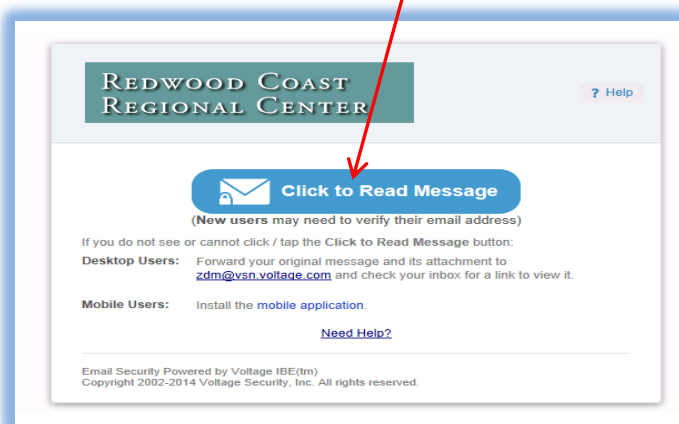 REDWOOD COAST
REGIONAL CENTER
? Help
Click to Read Message
(New users may need to verify their email address)
If you do not see or cannot click / tap the Click to Read Message button:
Desktop Users: Forward your original message and its attachment to
zdm@vsn.voltage.com and check your inbox for a link to view it.
Mobile Users: Install the mobile application.
Need Help?
Email Security Powered by Voltage IBE(tm)
Copyright 2002-2014 Voltage Security, Inc. All rights reserved.